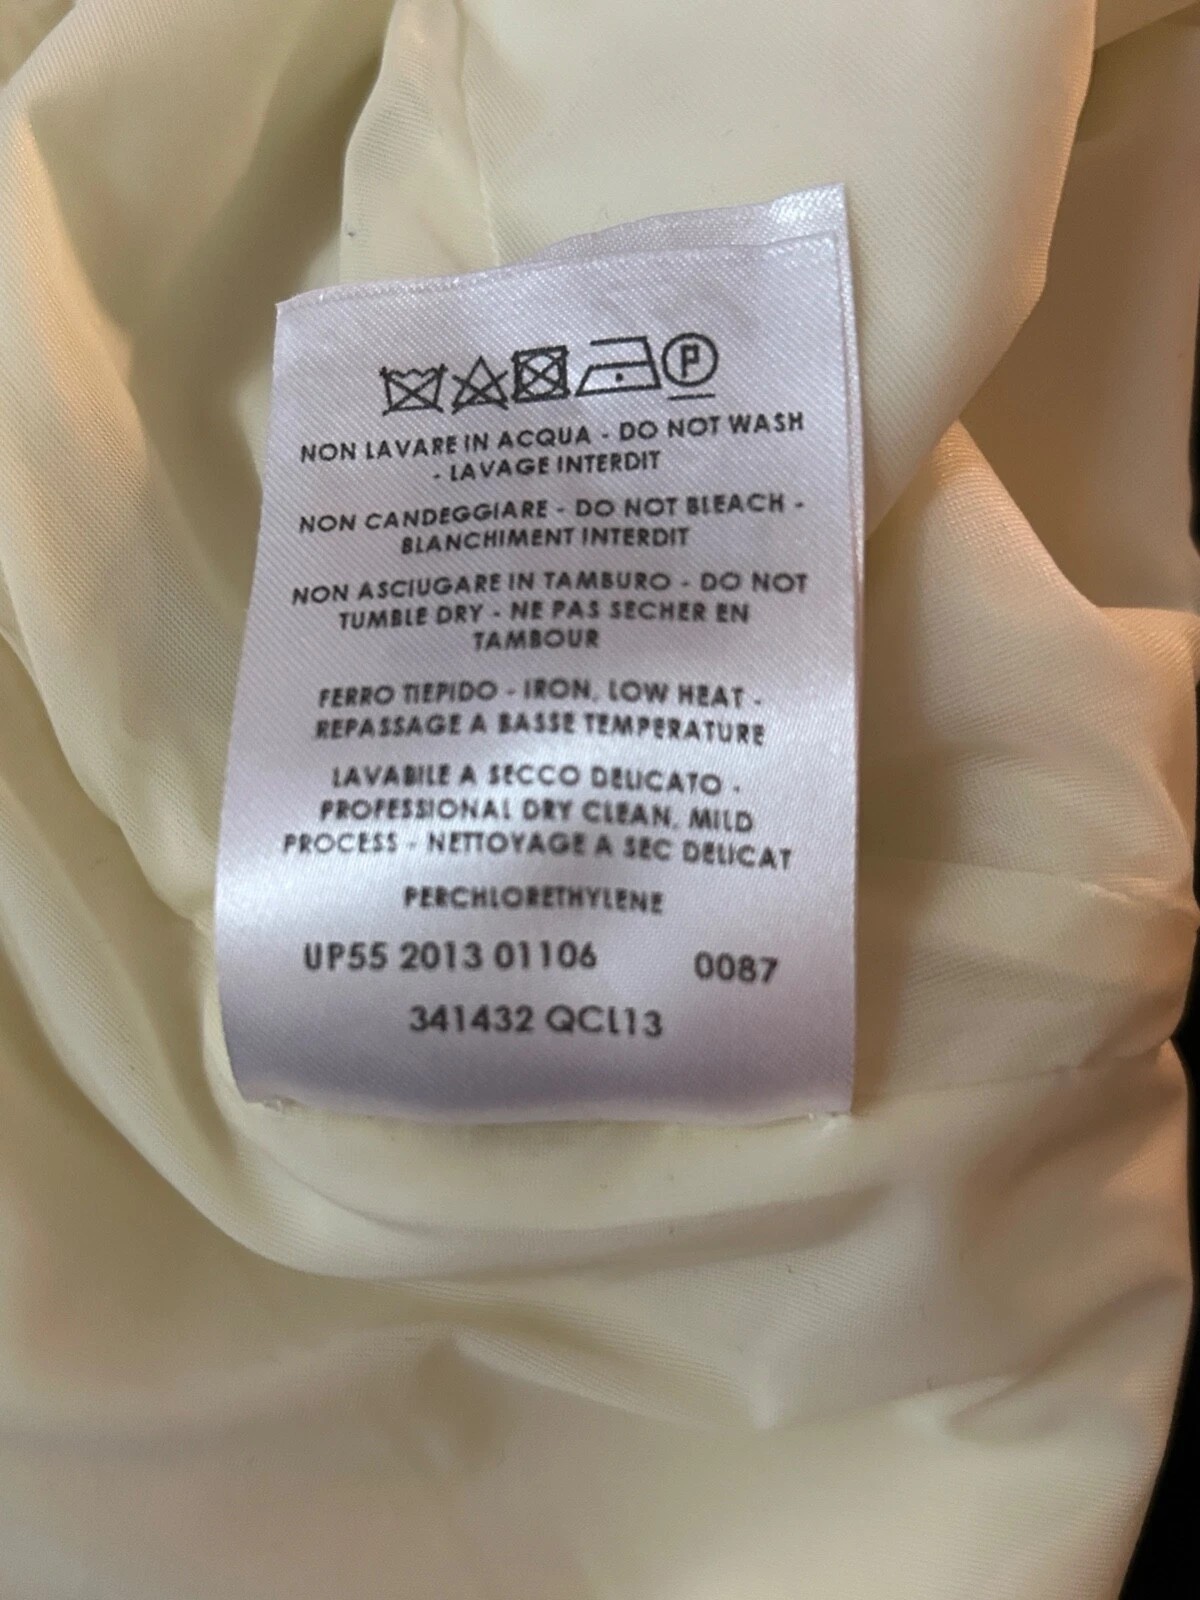 P
NON LAVARE IN ACQUA - DO NOT WASH
- LAVAGE INTERDIT
NON CANDEGGIARE - DO NOT BLEACH -
BLANCHIMENT INTERDIT
NON ASCIUGARE IN TAMBURO - DO NOT
TUMBLE DRY - NE PAS SECHER EN
TAMBOUR
FERRO TIEPIDO - IRON, LOW HEAT -
REPASSAGE A BASSE TEMPERATURE
LAVABILE A SECCO DELICATO -
PROFESSIONAL DRY CLEAN, MILD
PROCESS - NETTOYAGE A SEC DELICAT
PERCHLORETHYLENE
UP55 2013 01106 0087
341432 QCL13